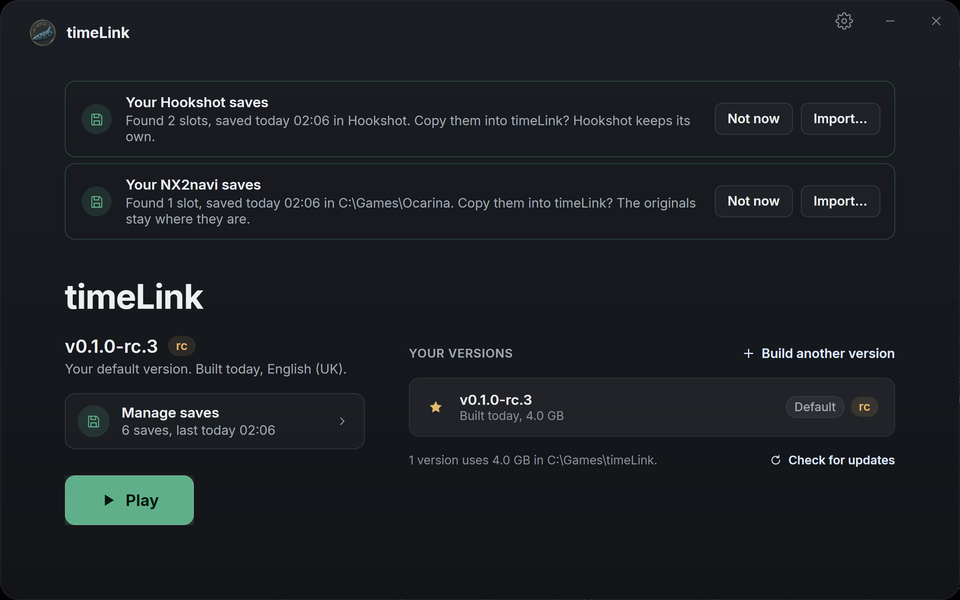 timeLink
Your Hookshot saves
Found 2 slots, saved today 02:06 in Hookshot. Copy them into timeLink? Hookshot keeps its
own.
Not now
Import...
Your NX2navi saves
Found 1 slot, saved today 02:06 in C:\Games\Ocarina. Copy them into timeLink? The originals
stay where they are.
Not now
Import...
timeLink
v0.1.0-rc.3 rc
Your default version. Built today, English (UK).
Manage saves
6 saves, last today 02:06
Play
YOUR VERSIONS
+ Build another version
v0.1.0-rc.3
Built today, 4.0 GB
Default
rc
1 version uses 4.0 GB in C:\Games\timeLink.
Check for updates